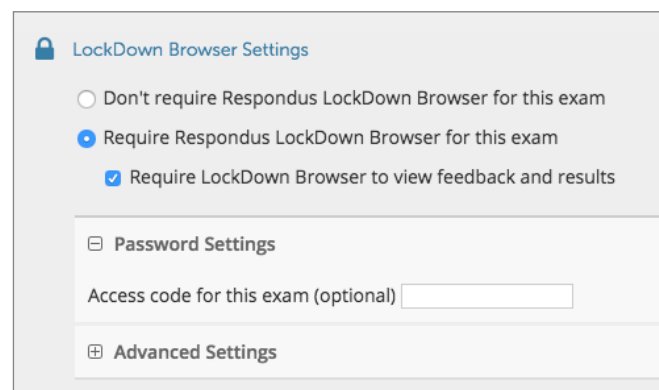 LockDown Browser Settings
Don't require Respondus LockDown Browser for this exam
Require Respondus LockDown Browser for this exam
Require LockDown Browser to view feedback and results
Password Settings
Access code for this exam (optional)
Advanced Settings